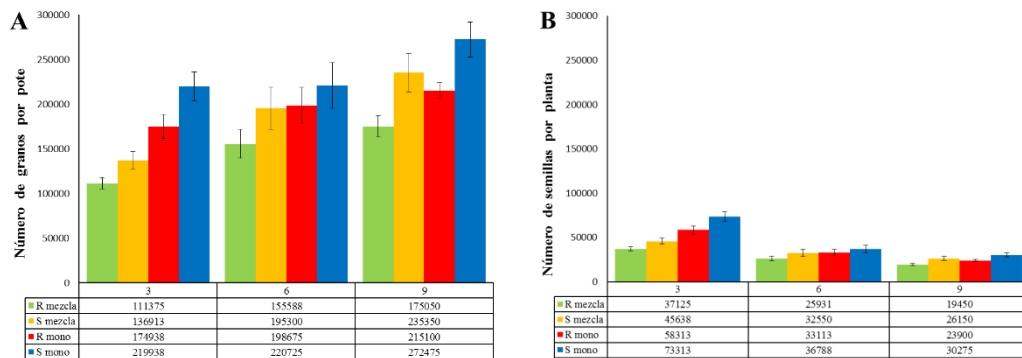 A
Número de granos por pote
300000
250000
200000
150000
100000
50000
0
3 6 9
R mezcla 111375 155588 175050
S mezcla 136913 195300 235350
R mono 174938 198675 215100
S mono 219938 220725 272475
B
Número de semillas por planta
300000
250000
200000
150000
100000
50000
0
3 6 9
R mezcla 37125 25931 19450
S mezcla 45638 32550 26150
R mono 58313 33113 23900
S mono 73313 36788 30275